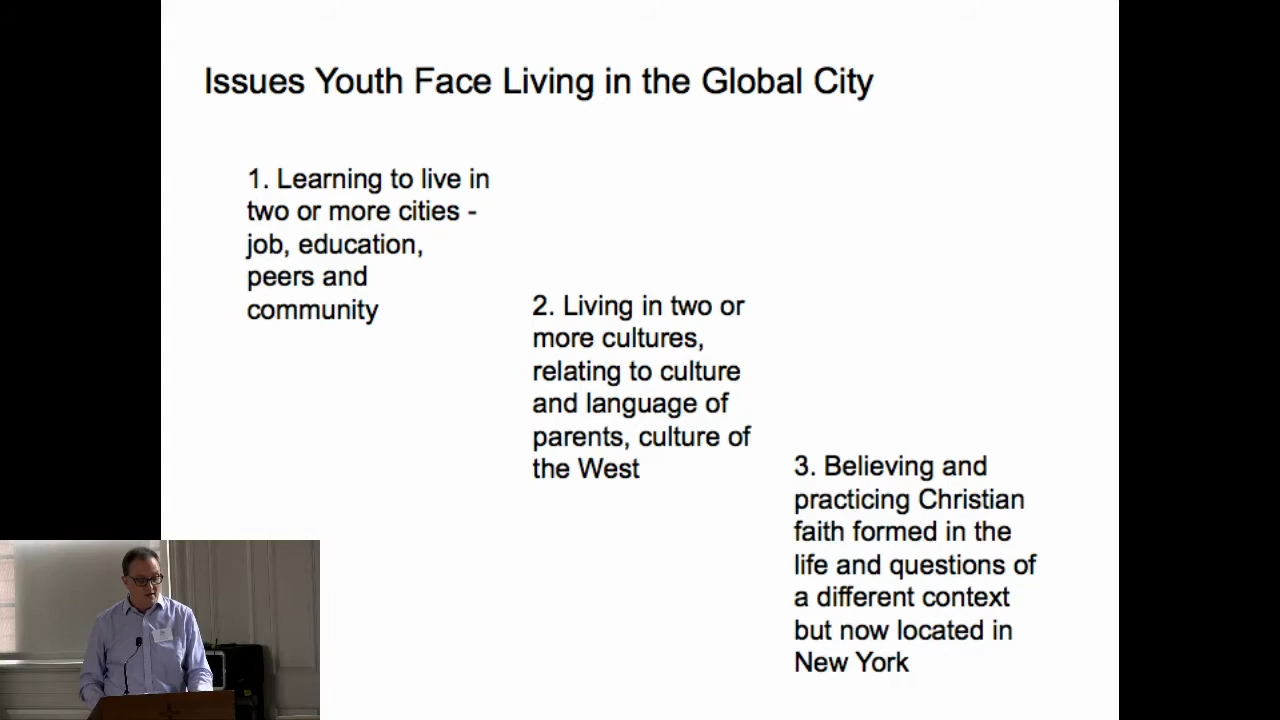 Issues Youth Face Living in the Global City
1. Learning to live in
two or more cities -
job, education,
peers and
community
2. Living in two or
more cultures,
relating to culture
and language of
parents, culture of
the West
3. Believing and
practicing Christian
faith formed in the
life and questions of
a different context
but now located in
New York